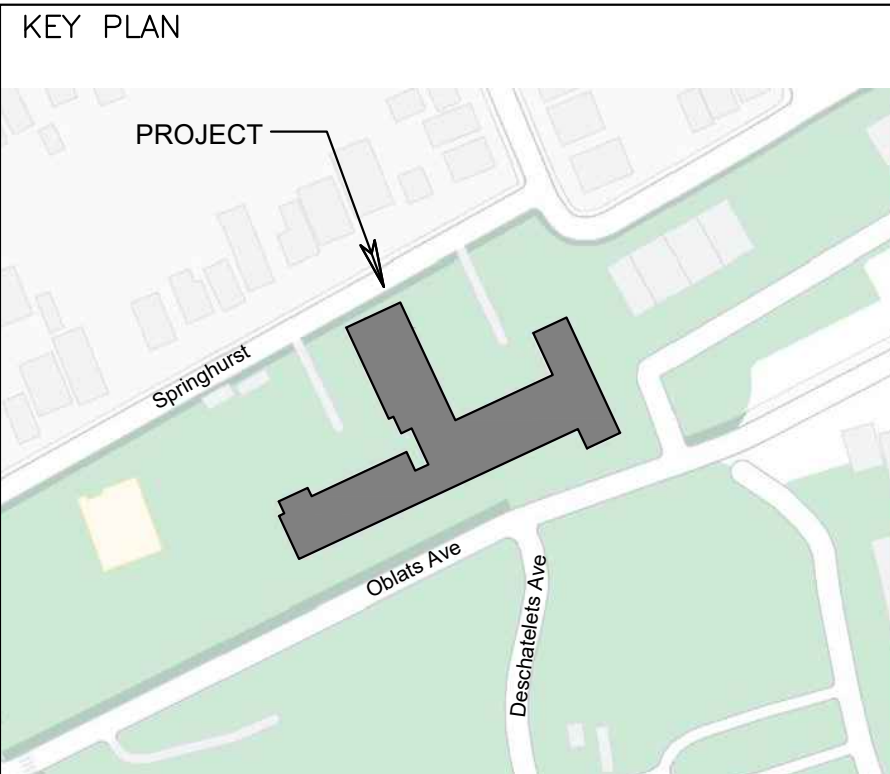 KEY PLAN
PROJECT
Springhurst
Oblats Ave
Deschatelets Ave